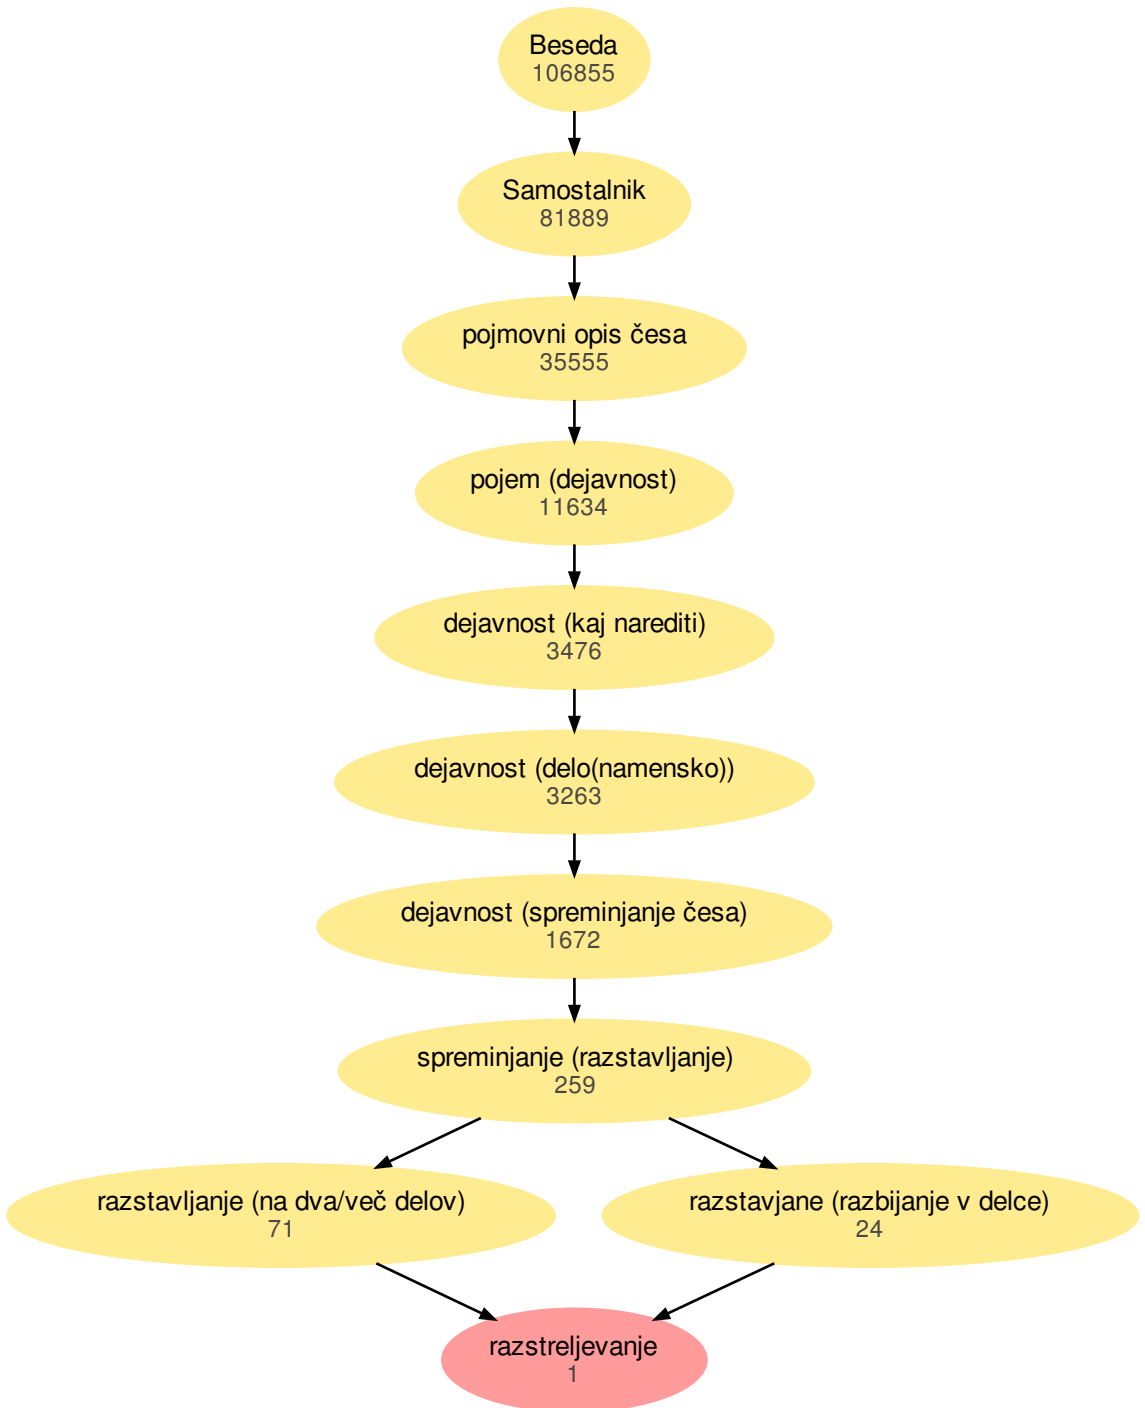 Beseda
106855
Samostalnik
81889
pojmovni opis česa
35555
pojem (dejavnost)
11634
dejavnost (kaj narediti)
3476
dejavnost (delo(namensko))
3263
dejavnost (spreminjanje česa)
1672
spreminjanje (razstavljanje)
259
razstavljanje (na dva/več delov)
71
razstavjane (razbijanje v delce)
24
razstreljevanje
1